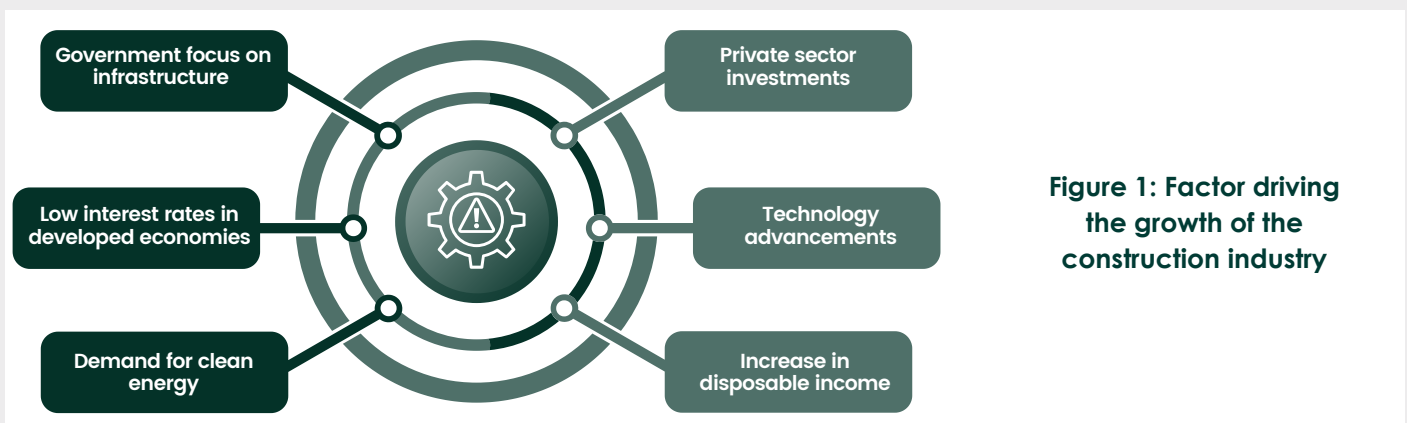 Government focus on
infrastructure
Low interest rates in
developed economies
Demand for clean
energy
Private sector
investments
Technology
advancements
Increase in
disposable income
Figure 1: Factor driving
the growth of the
construction industry